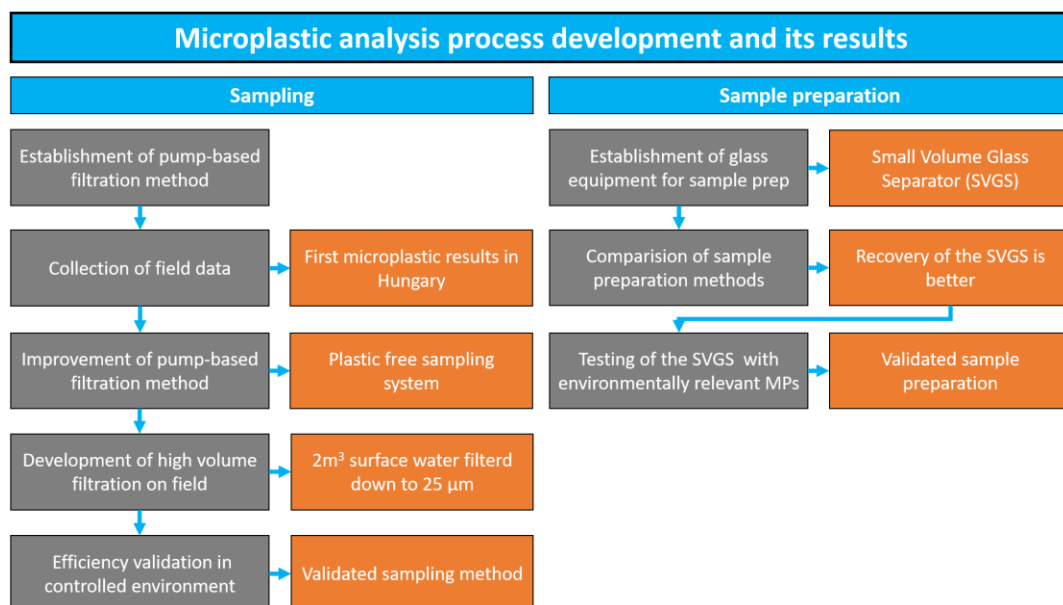 Microplastic analysis process development and its results
Sampling
Establishment of pump-based
filtration method
Collection of field data
First microplastic results in
Hungary
Improvement of pump-based
filtration method
Plastic free sampling
system
Development of high volume
filtration on field
2m³ surface water filterd
down to 25 µm
Efficiency validation in
controlled environment
Validated sampling method
Sample preparation
Establishment of glass
equipment for sample prep
Small Volume Glass
Separator (SVGS)
Comparision of sample
preparation methods
Recovery of the SVGS is
better
Testing of the SVGS with
environmentally relevant MPs
Validated sample
preparation